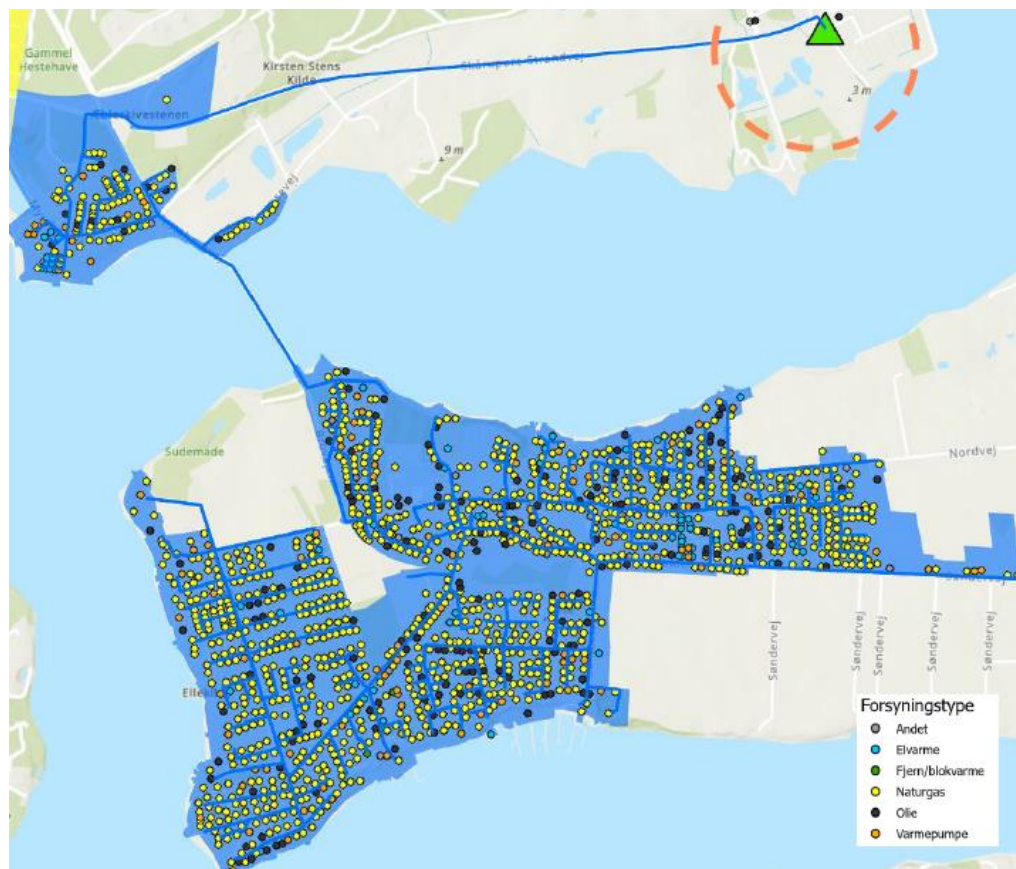 Gammel
Hestehave
Kirsten Stens
Kilde
Strandvej
3 m
9 m
Sudemade
Nordvej
Søndervej
Søndervej
Søndervej
Søndervej
Søndervej
Forsyningstype
Andet
Elvarme
Fjern/blokvarme
Naturgas
Olie
Varmepumpe